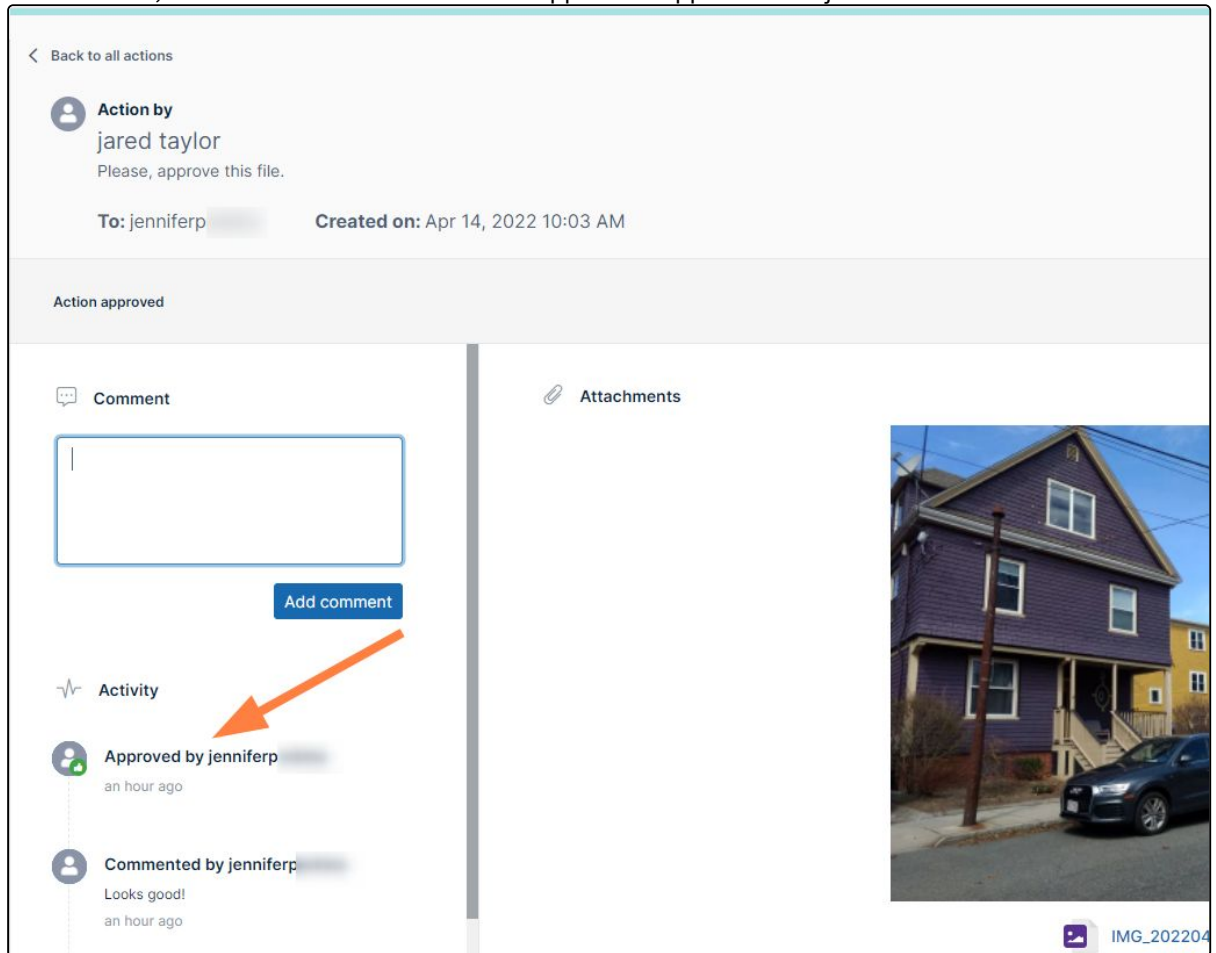 Back to all actions
Action by
jared taylor
Please, approve this file.
To: jenniferp
Created on: Apr 14, 2022 10:03 AM
Action approved
Comment
Attachments
Add comment
Activity
Approved by jenniferp
an hour ago
Commented by jenniferp
Looks good!
an hour ago
IMG_202204